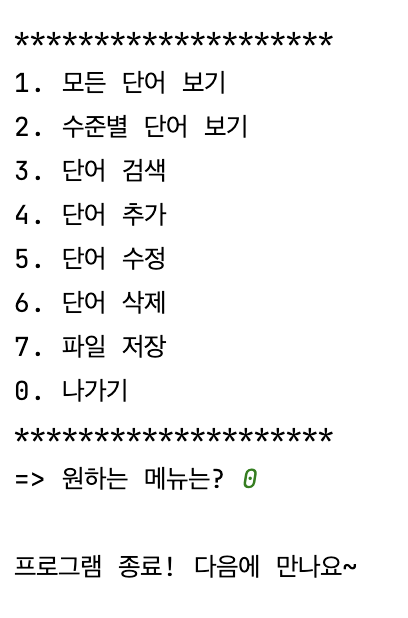 ********************
1. 모든 단어 보기
2. 수준별 단어 보기
3. 단어 검색
4. 단어 추가
5. 단어 수정
6. 단어 삭제
7. 파일 저장
0. 나가기
********************
=> 원하는 메뉴는? 0
프로그램 종료! 다음에 만나요~